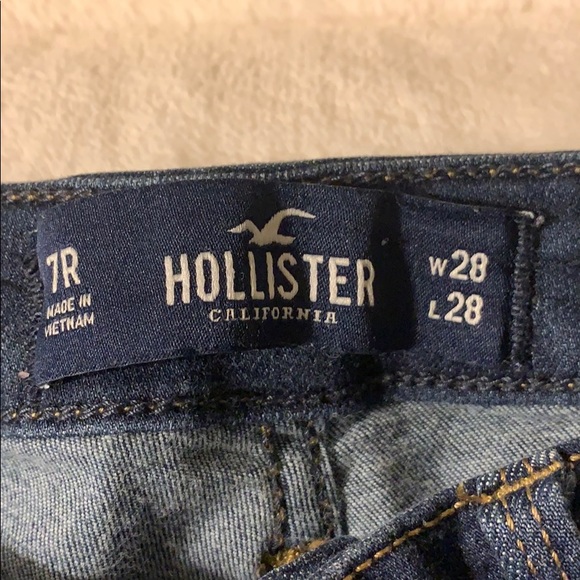 7R
MADE IN
VIETNAM
HOLLISTER
CALIFORNIA
W28
L28